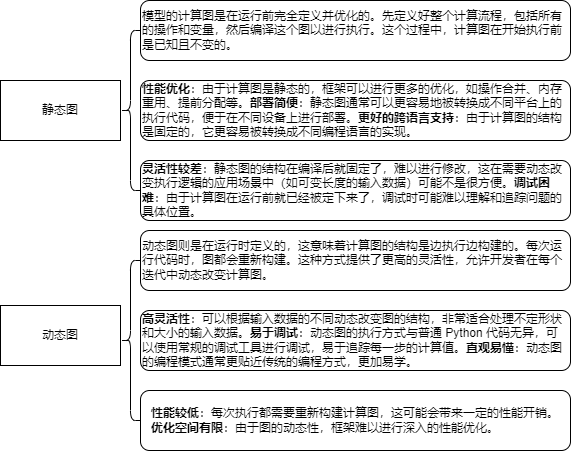 模型的计算图是在运行前完全定义并优化的。先定义好整个计算流程，包括所有
的操作和变量，然后编译这个图以进行执行。这个过程中，计算图在开始执行前
是已知且不变的。
静态图
性能优化：由于计算图是静态的，框架可以进行更多的优化，如操作合并、内存
重用、提前分配等。部署简便：静态图通常可以更容易地被转换成不同平台上的
执行代码，便于在不同设备上进行部署。更好的跨语言支持：由于计算图的结构
是固定的，它更容易被转换成不同编程语言的实现。
灵活性较差：静态图的结构在编译后就固定了，难以进行修改，这在需要动态改
变执行逻辑的应用场景中（如可变长度的输入数据）可能不是很方便。调试困
难：由于计算图在运行前就已经被定下来了，调试时可能难以理解和追踪问题的
具体位置。
动态图则是在运行时定义的，这意味着计算图的结构是边执行边构建的。每次运
行代码时，图都会重新构建。这种方式提供了更高的灵活性，允许开发者在每个
迭代中动态改变计算图。
动态图
高灵活性：可以根据输入数据的不同动态改变图的结构，非常适合处理不定形状
和大小的输入数据。易于调试：动态图的执行方式与普通 Python 代码无异，可
以使用常规的调试工具进行调试，易于追踪每一步的计算值。直观易懂：动态图
的编程模式通常更贴近传统的编程方式，更加易学。
性能较低：每次执行都需要重新构建计算图，这可能会带来一定的性能开销。
优化空间有限：由于图的动态性，框架难以进行深入的性能优化。